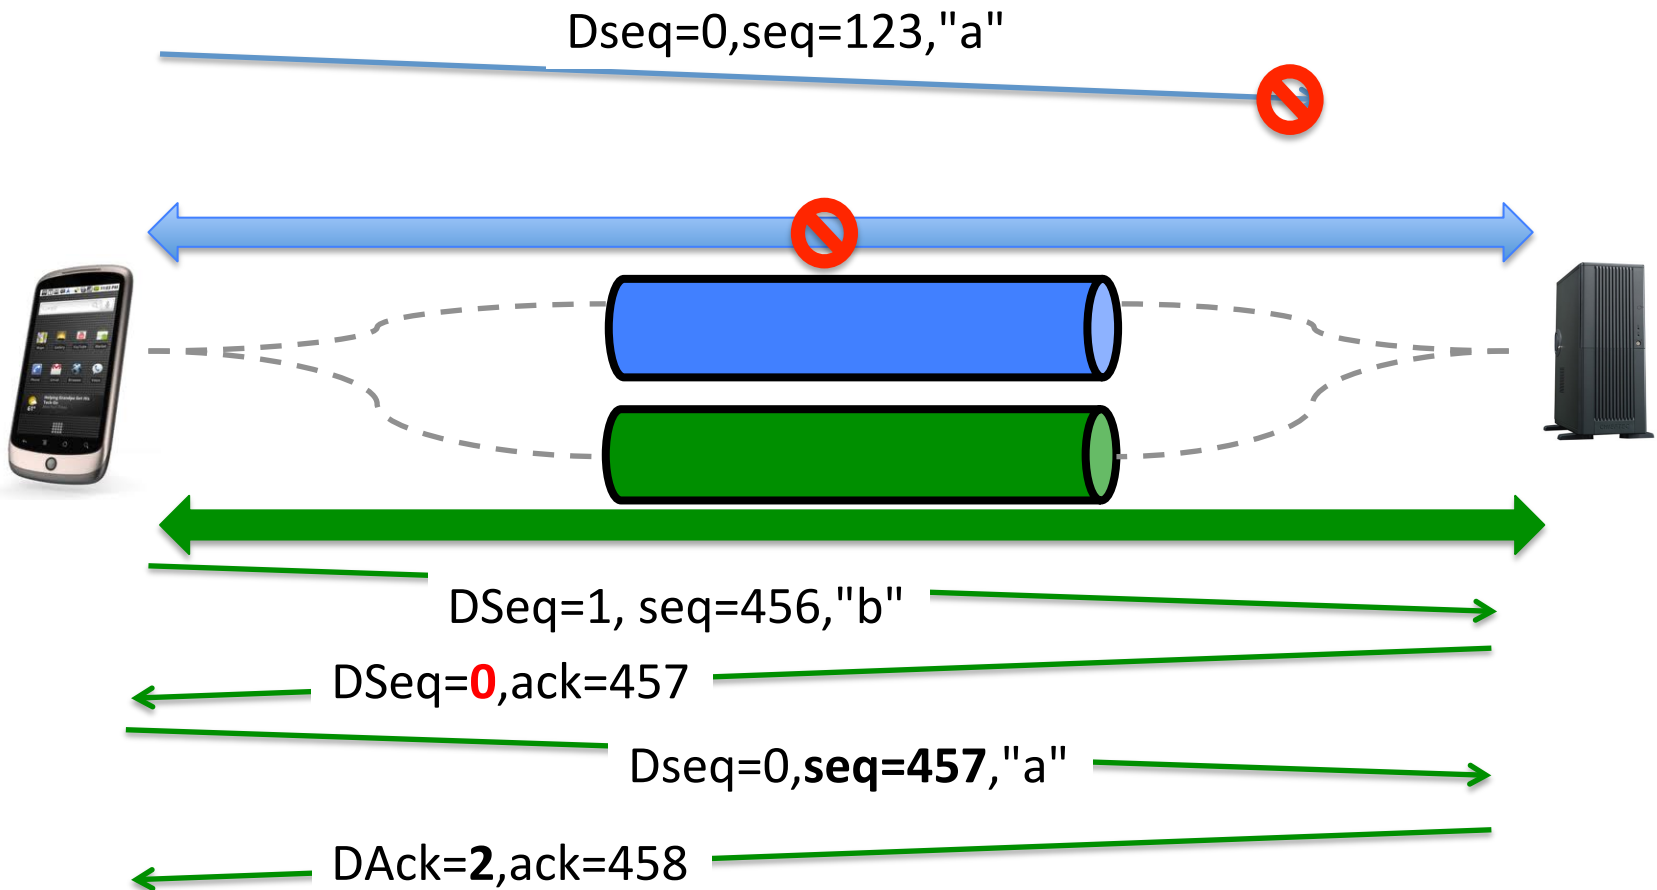 Dseq=0,seq=123,"a"
DSeq=1, seq=456,"b"
DSeq=0,ack=457
Dseq=0,seq=457,"a"
DAck=2,ack=458